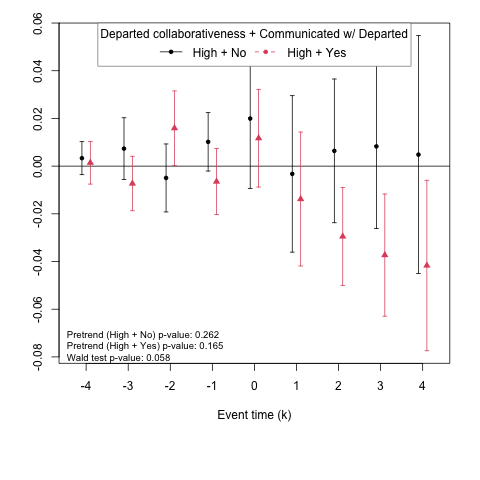 Departed collaborativeness + Communicated w/ Departed
High + No High + Yes
0.06
0.04
0.02
0.00
-0.02
-0.04
-0.06
-0.08
Pretrend (High + No) p-value: 0.262
Pretrend (High + Yes) p-value: 0.165
Wald test p-value: 0.058
-4 -3 -2 -1 0 1 2 3 4
Event time (k)